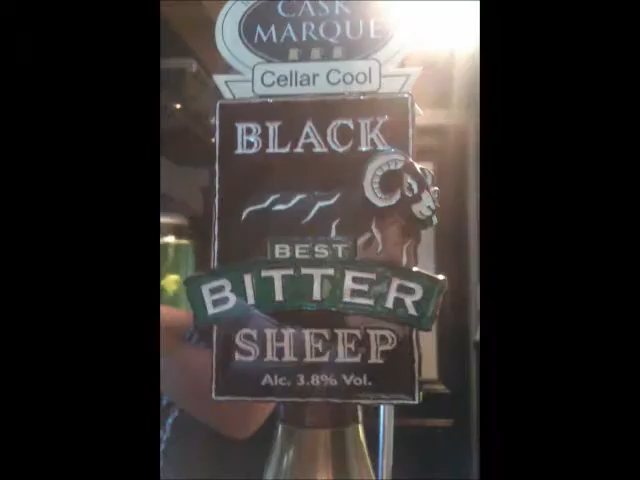 CASK
MARQUE
Cellar Cool
BLACK
BEST
BITTER
SHEEP
Alc. 3.8% Vol.